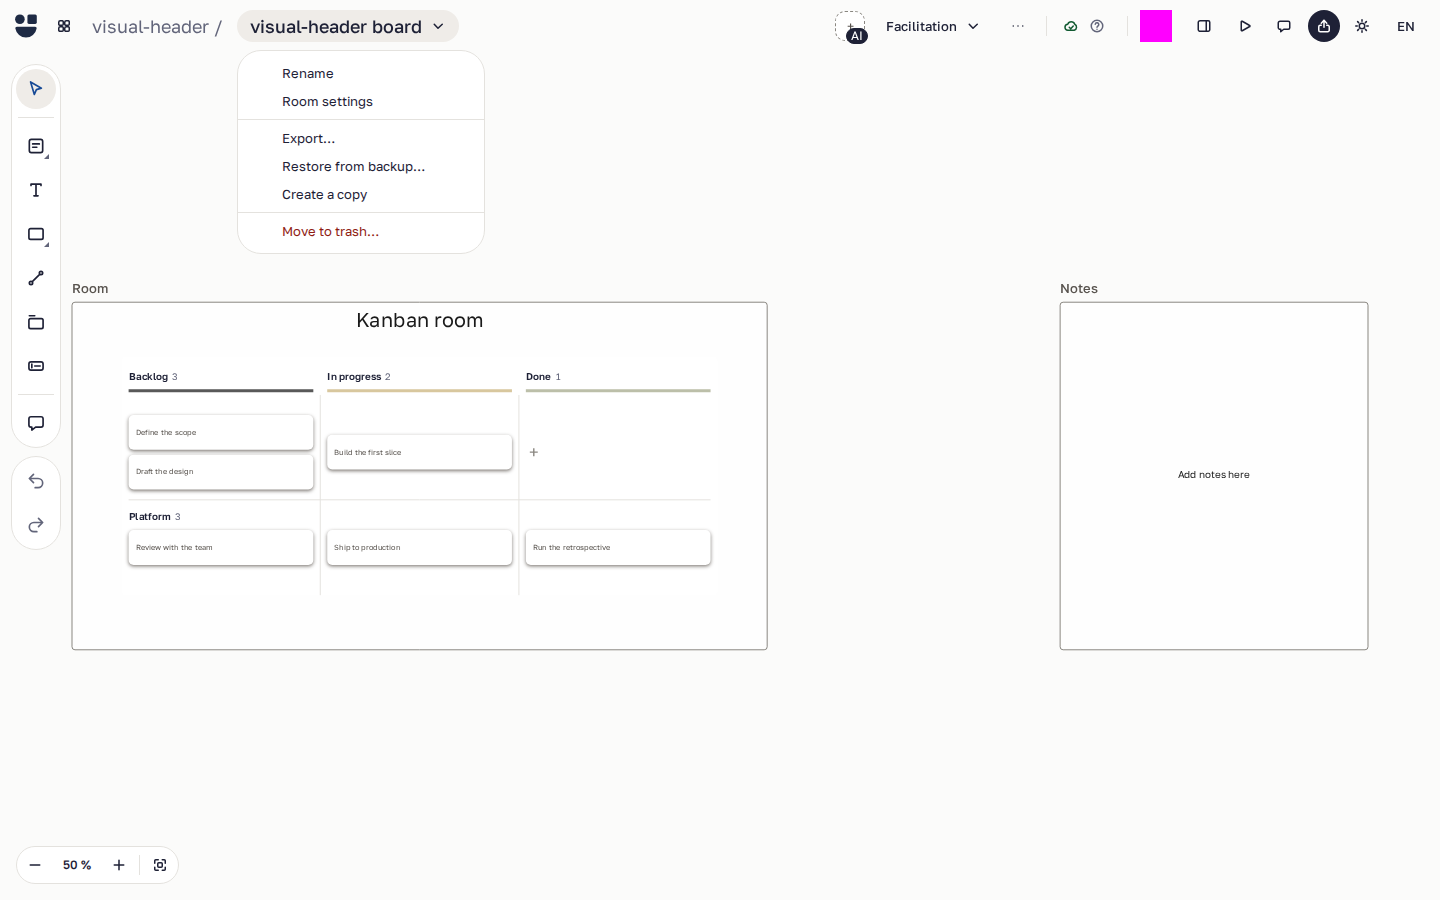 visual-header / visual-header board
AI
Facilitation
EN
Rename
Room settings
Export...
Restore from backup...
Create a copy
Move to trash...
Room
Notes
Kanban room
Backlog 3
In progress 2
Done 1
Define the scope
Draft the design
Build the first slice
Platform 3
Review with the team
Ship to production
Run the retrospective
Add notes here
50 %